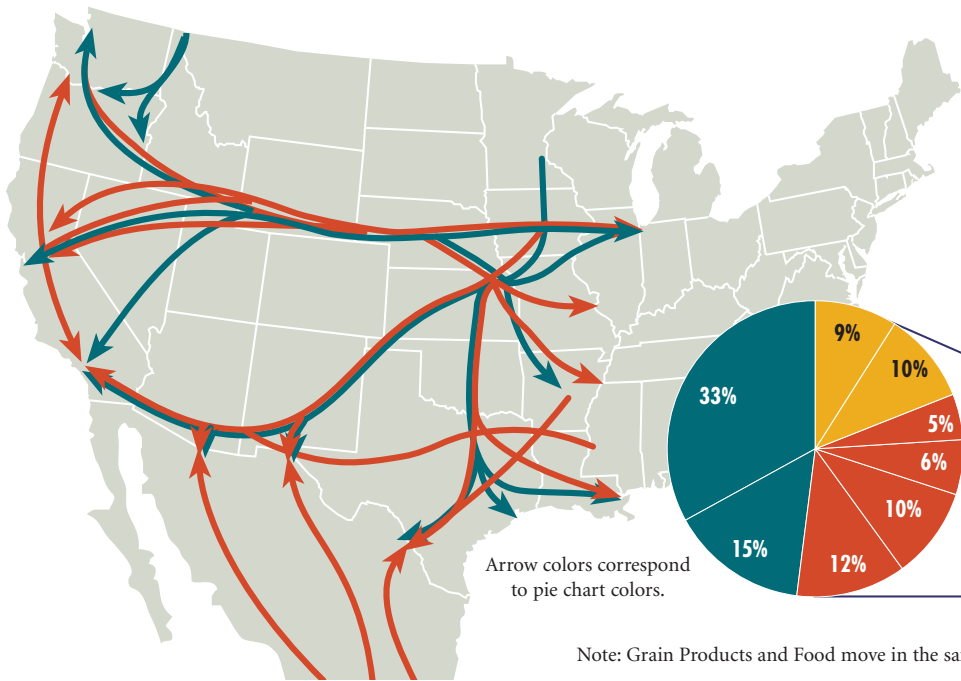 9%
10%
33%
5%
6%
10%
15%
12%
Arrow colors correspond
to pie chart colors.
Note: Grain Products and Food move in the